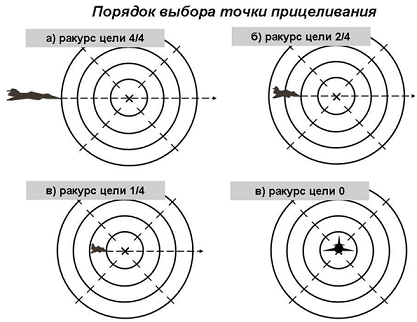 Порядок выбора точки прицеливания
а) ракурс цели 4/4
б) ракурс цели 2/4
в) ракурс цели 1/4
в) ракурс цели 0